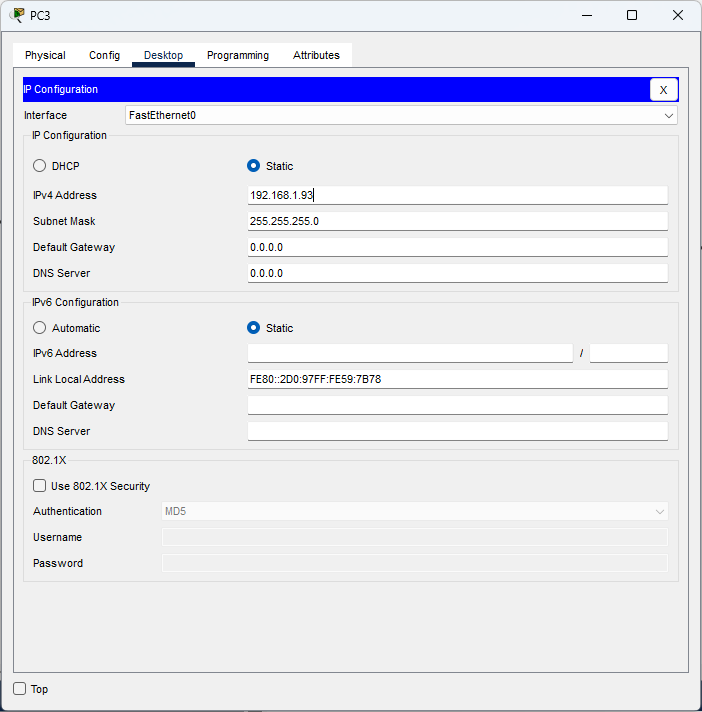 PC3
Physical Config Desktop Programming Attributes
IP Configuration X
Interface FastEthernet0
IP Configuration
DHCP Static
IPv4 Address 192.168.1.93
Subnet Mask 255.255.255.0
Default Gateway 0.0.0.0
DNS Server 0.0.0.0
IPv6 Configuration
Automatic Static
IPv6 Address /
Link Local Address FE80::2D0:97FF:FE59:7B78
Default Gateway
DNS Server
802.1X
Use 802.1X Security
Authentication MD5
Username
Password
Top